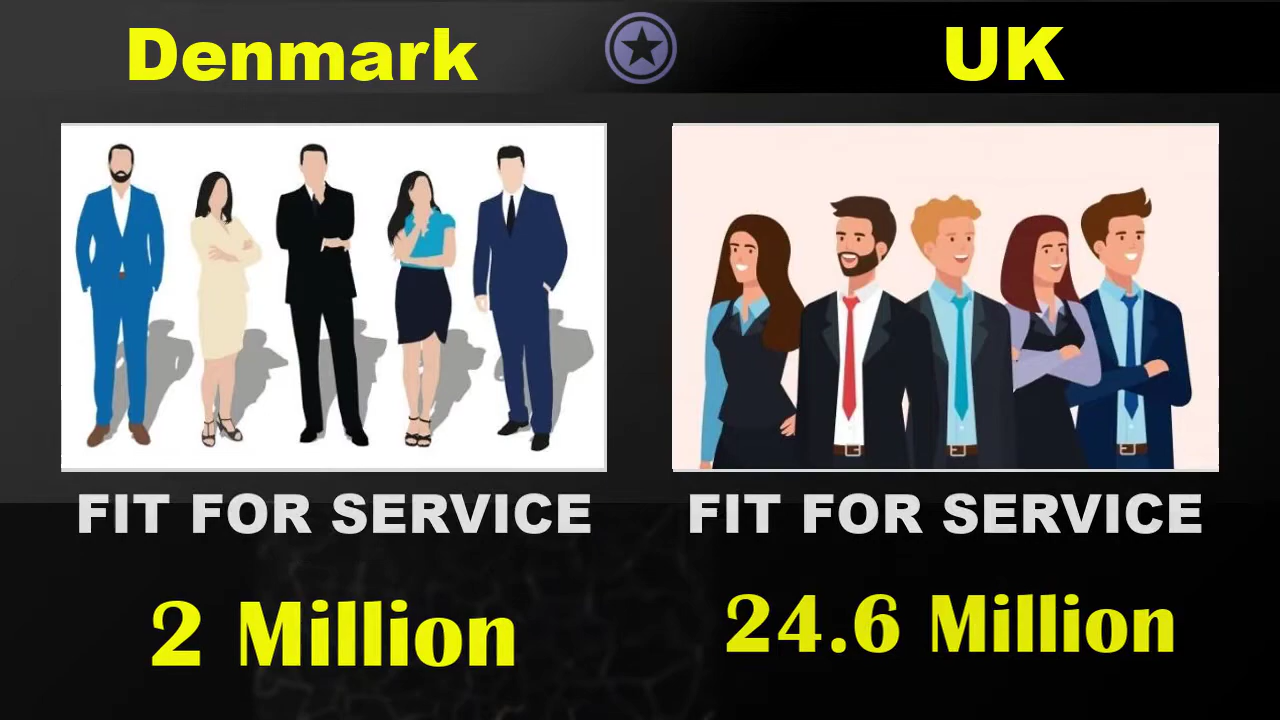 Denmark
UK
FIT FOR SERVICE
FIT FOR SERVICE
2 Million
24.6 Million